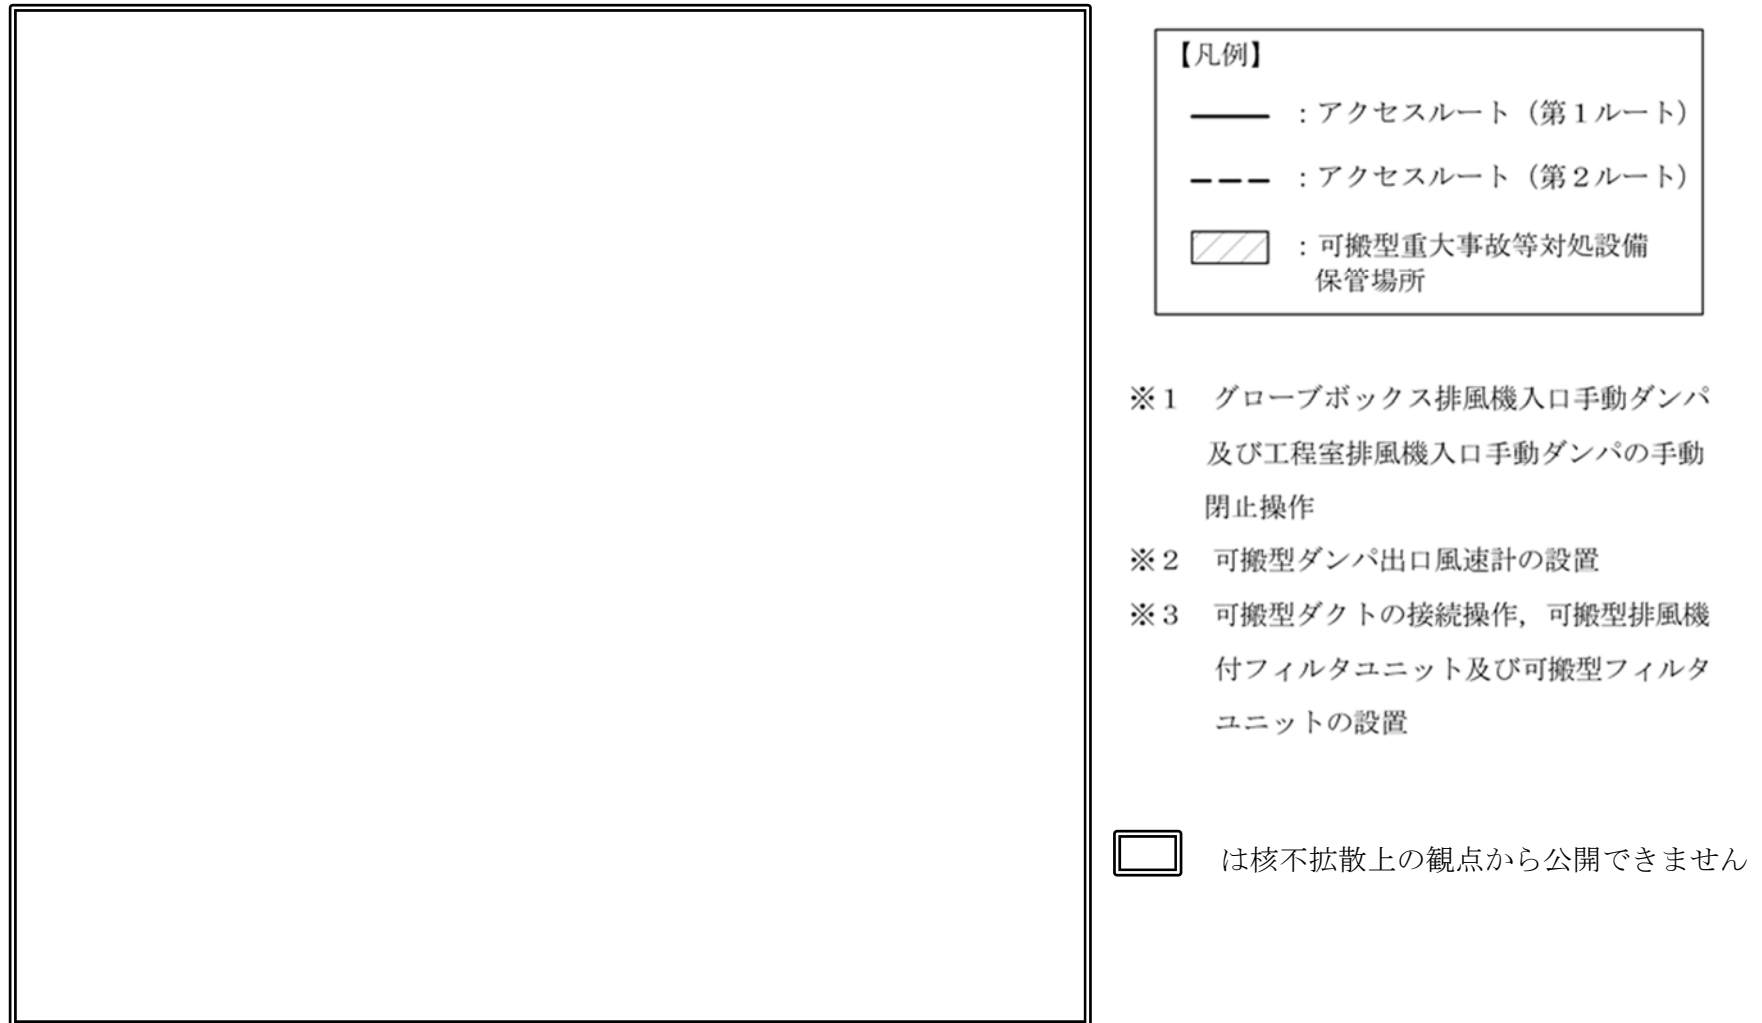 【凡例】
：アクセスルート（第１ルート）
：アクセスルート（第２ルート）
：可搬型重大事故等対処設備
保管場所
※１　グローブボックス排風機入口手動ダンパ
及び工程室排風機入口手動ダンパの手動
閉止操作
※２　可搬型ダンパ出口風速計の設置
※３　可搬型ダクトの接続操作，可搬型排風機
付フィルタユニット及び可搬型フィルタ
ユニットの設置
は核不拡散上の観点から公開できません